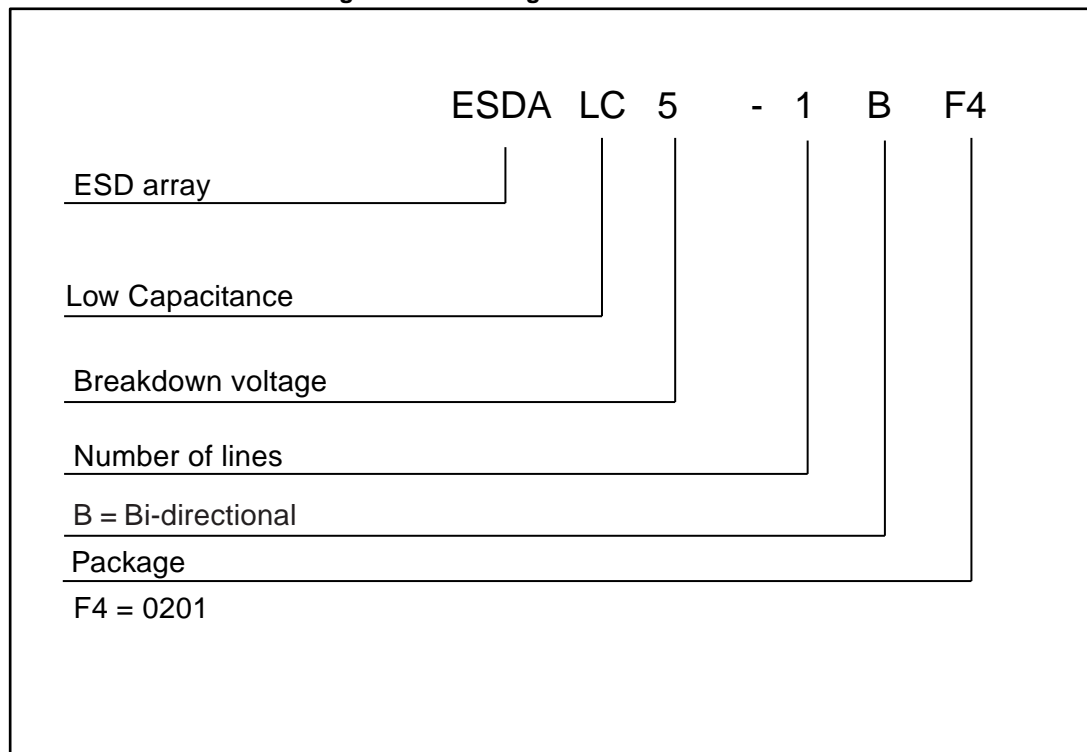 ESDA LC 5 - 1 B F4
ESD array
Low Capacitance
Breakdown voltage
Number of lines
B = Bi-directional
Package
F4 = 0201